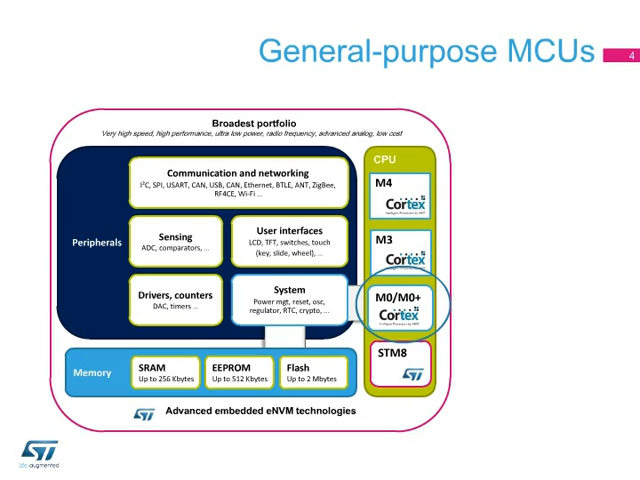 General-purpose MCUs
4
Broadest portfolio
Very high speed, high performance, ultra low power, radio frequency, advanced analog, low cost
Peripherals
Communication and networking
I²C, SPI, USART, CAN, USB, CAN, Ethernet, BTLE, ANT, ZigBee,
RF4CE, Wi-Fi ...
Sensing
ADC, comparators, ...
User interfaces
LCD, TFT, switches, touch
(key, slide, wheel), ...
Drivers, counters
DAC, timers ...
System
Power mgt, reset, osc,
regulator, RTC, crypto, ...
CPU
M4
Cortex
M3
Cortex
M0/M0+
Cortex
STM8
ST
Memory
SRAM
Up to 256 Kbytes
EEPROM
Up to 512 Kbytes
Flash
Up to 2 Mbytes
ST
Advanced embedded eNVM technologies
ST
life.augmented